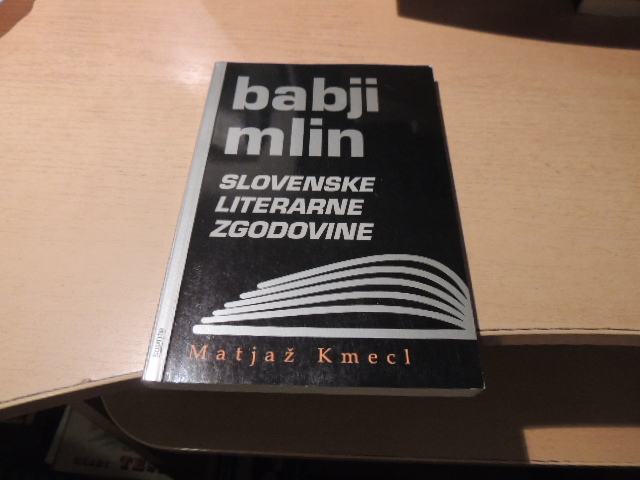 babji
mlin
SLOVENSKE
LITERARNE
ZGODOVINE
Matjaž Kmecl